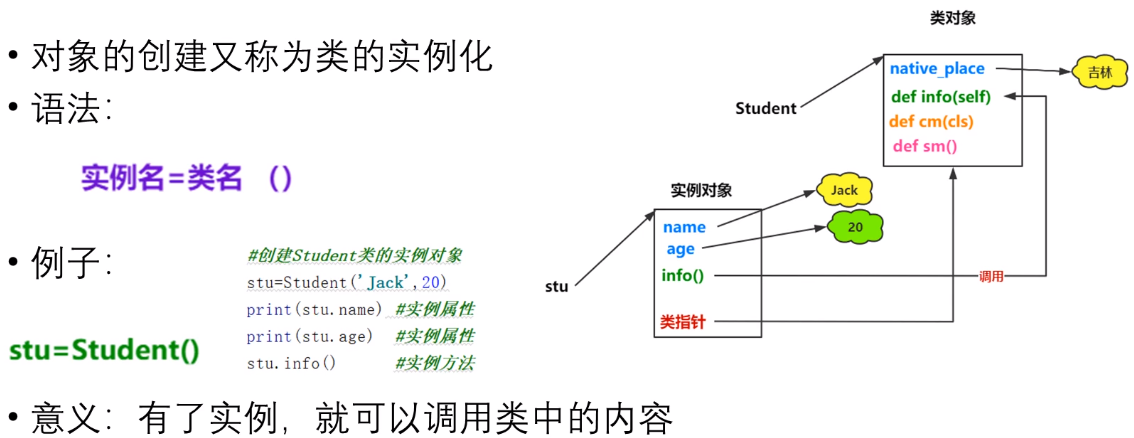 • 对象的创建又称为类的实例化
• 语法：
实例名=类名 （）
• 例子：
#创建Student类的实例对象
stu=Student('Jack',20)
print(stu.name) #实例属性
print(stu.age) #实例属性
stu.info() #实例方法
stu=Student()
• 意义：有了实例，就可以调用类中的内容
类对象
Student
native_place
吉林
def info(self)
def cm(cls)
def sm()
实例对象
stu
name
Jack
age
20
info()
调用
类指针